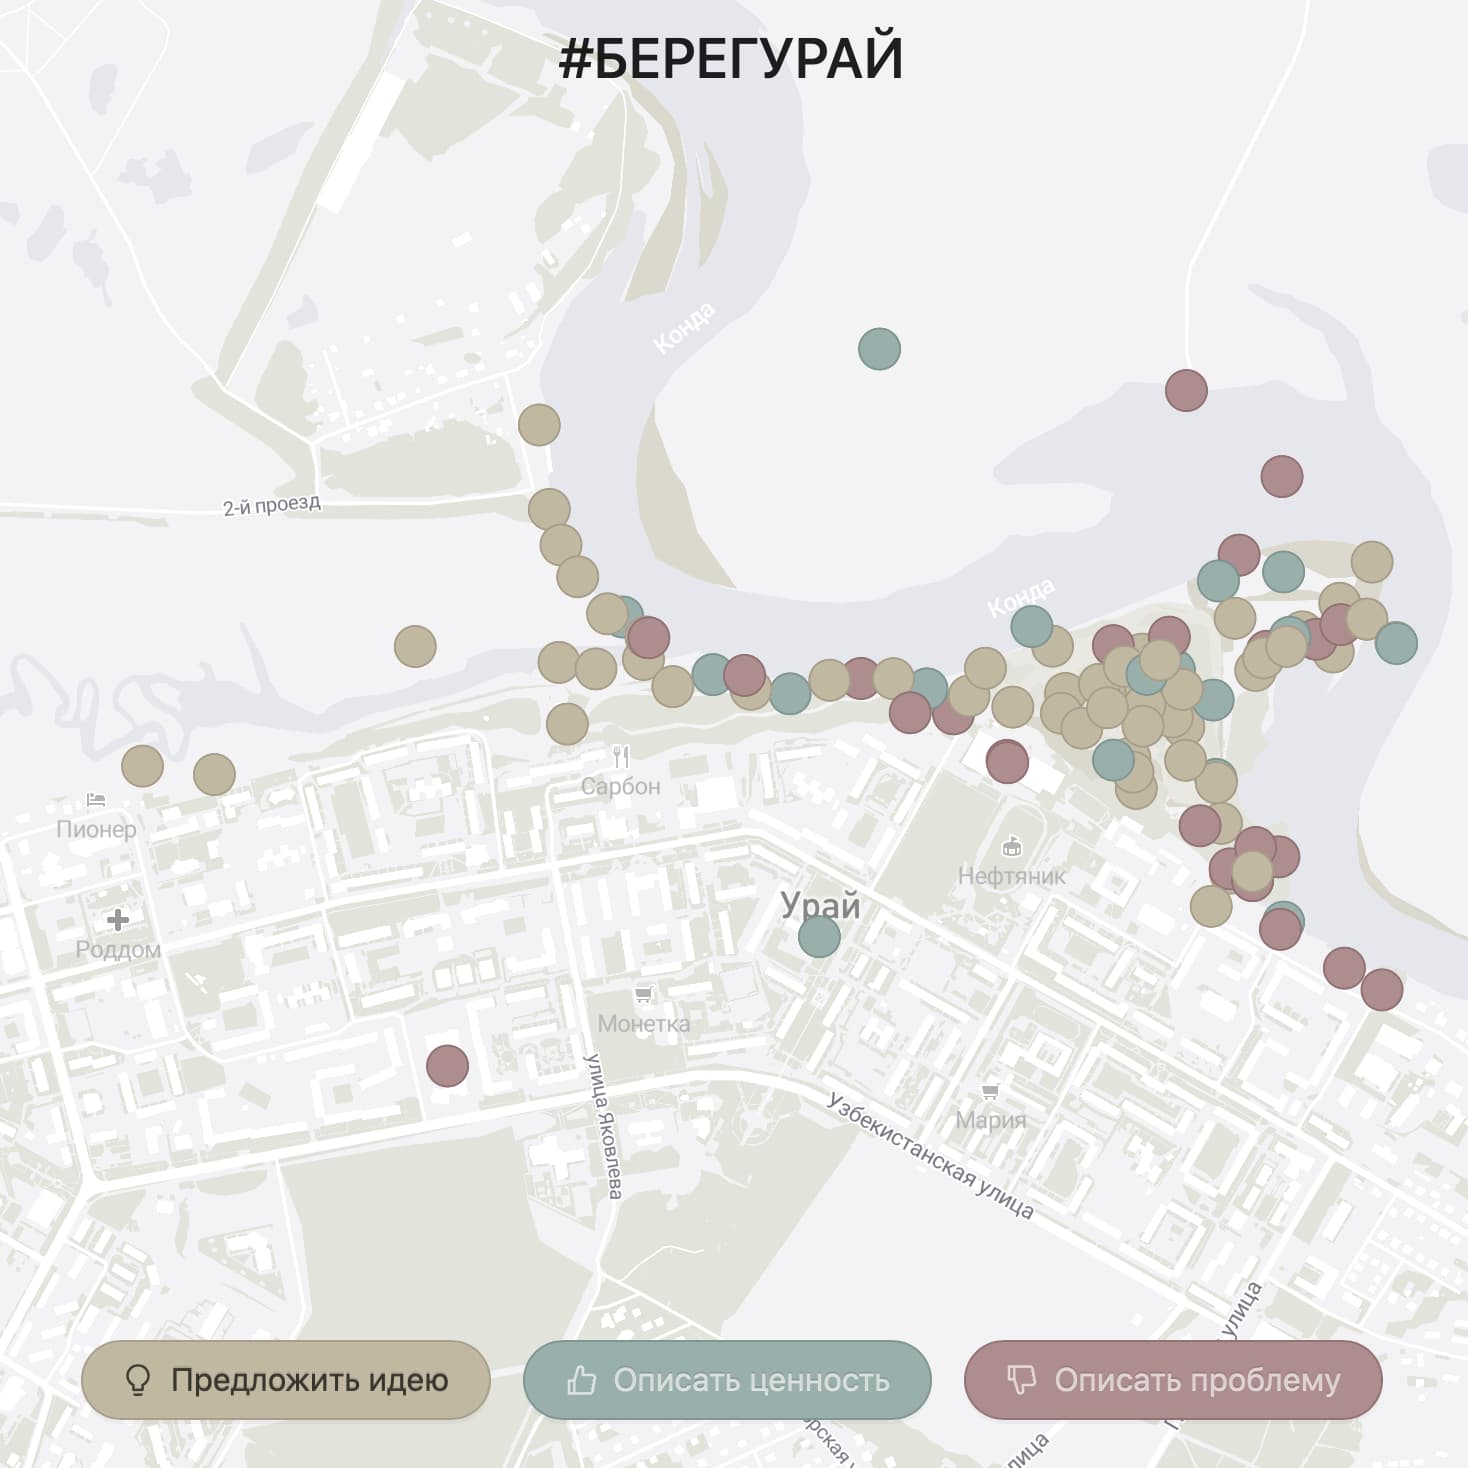 #БЕРЕГУРАЙ
Конда
2-й проезд
Конда
Сарбон
Пионер
Нефтяник
Урай
Роддом
Монетка
улица Яковлева
Узбекистанская улица
Мария
улица
Предложить идею
Описать ценность
Описать проблему